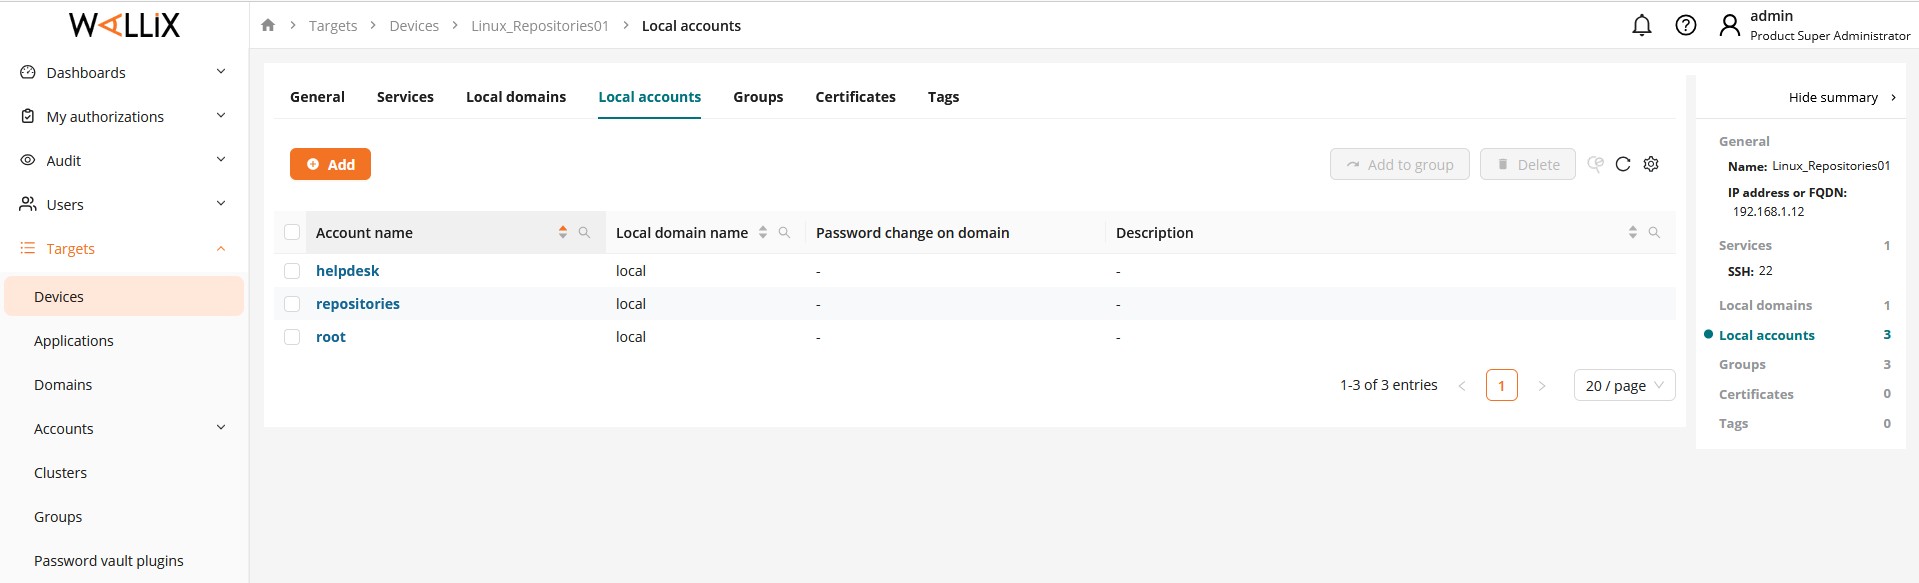 WALLIX
Targets
Devices
Linux_Repositories01
Local accounts
admin
Product Super Administrator
Dashboards
My authorizations
Audit
Users
Targets
Devices
Applications
Domains
Accounts
Clusters
Groups
Password vault plugins
General
Services
Local domains
Local accounts
Groups
Certificates
Tags
Add
Add to group
Delete
Account name
Local domain name
Password change on domain
Description
helpdesk local - -
repositories local - -
root local - -
1-3 of 3 entries
1
20 / page
Hide summary
General
Name: Linux_Repositories01
IP address or FQDN:
192.168.1.12
Services 1
SSH: 22
Local domains 1
Local accounts 3
Groups 3
Certificates 0
Tags 0